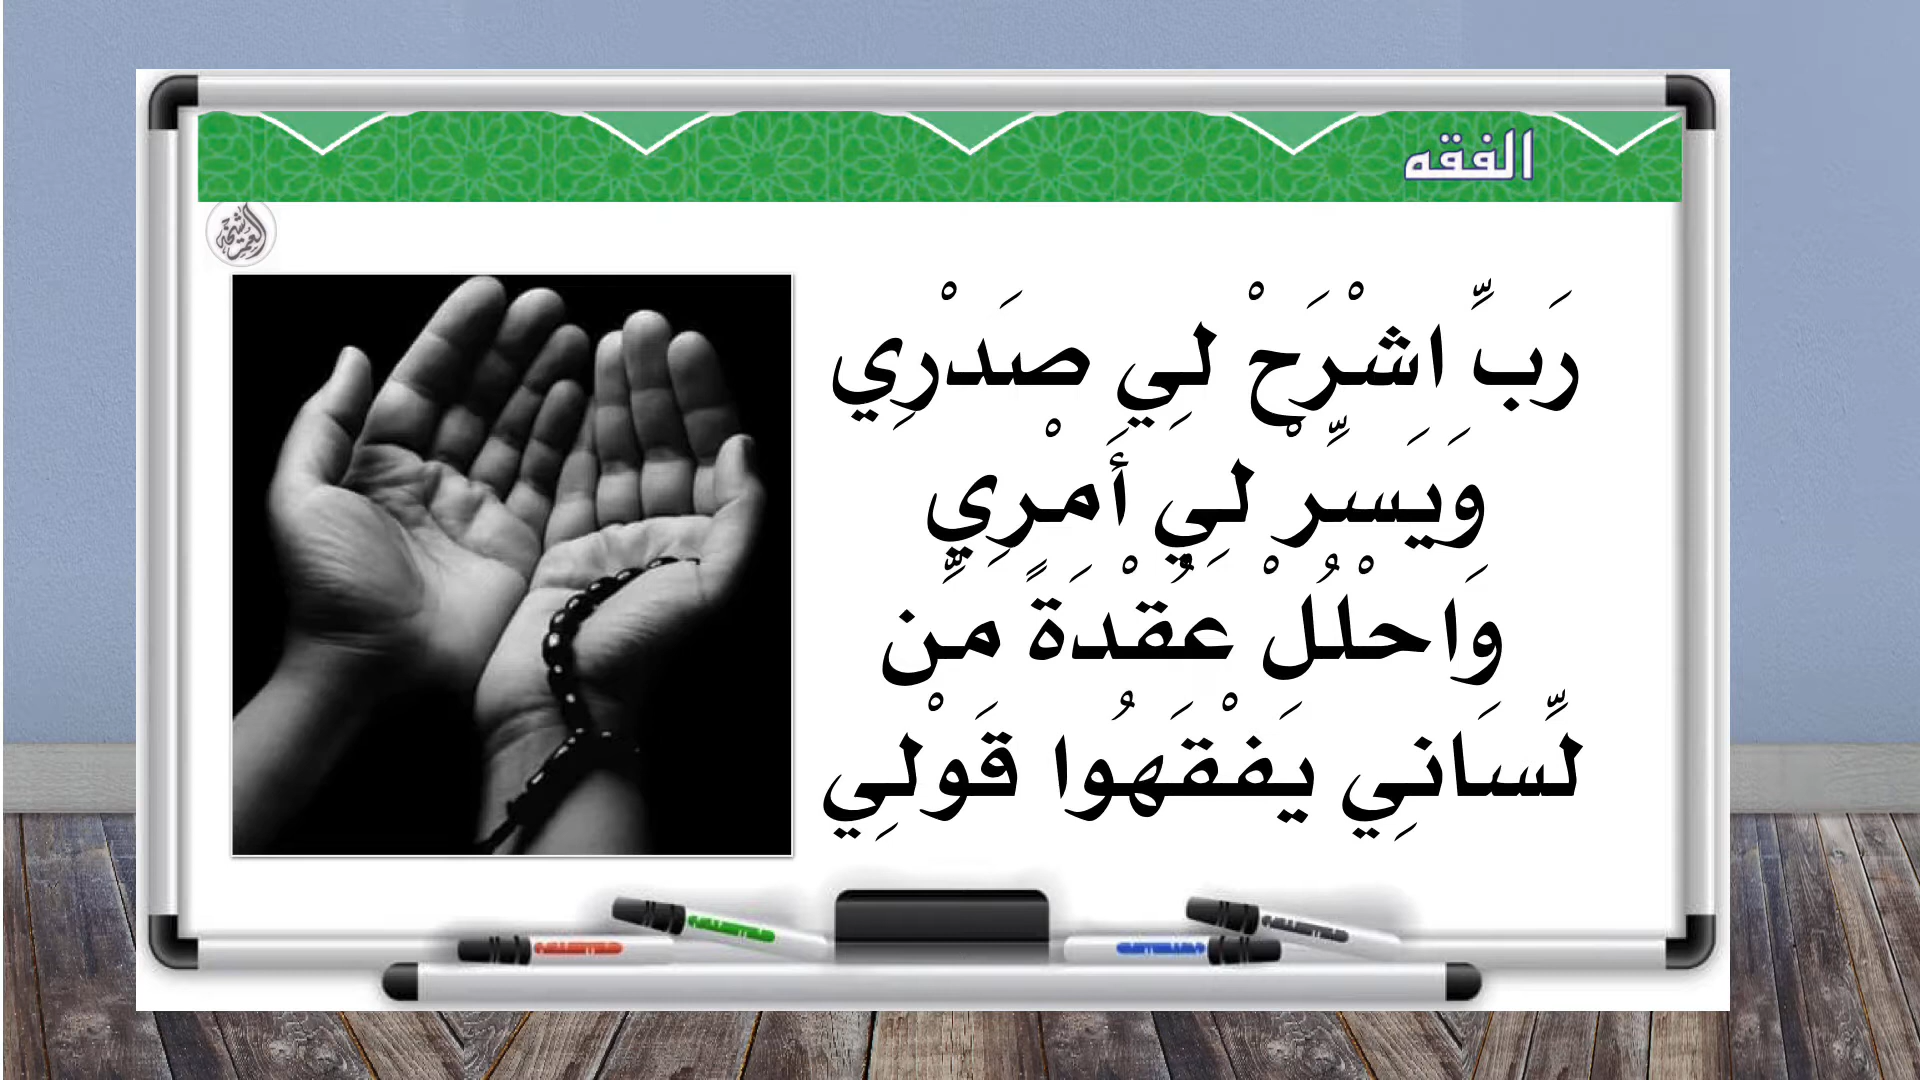 الفقه
رَبِّ اشْرَحْ لِي صَدْرِي
وَيَسِّرْ لِي أَمْرِي
وَاحْلُلْ عُقْدَةً مِّن
لِّسَانِي يَفْقَهُوا قَوْلِي